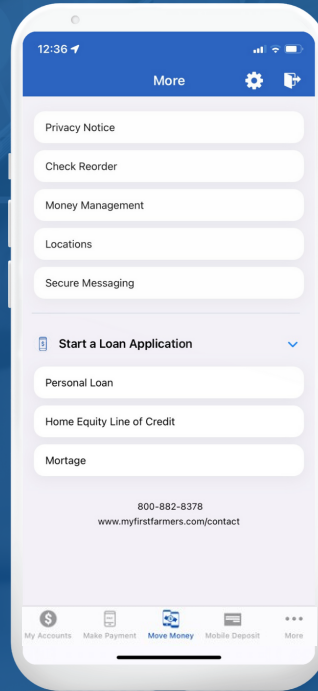 12:36
More
Privacy Notice
Check Reorder
Money Management
Locations
Secure Messaging
Start a Loan Application
Personal Loan
Home Equity Line of Credit
Mortage
800-882-8378
www.myfirstfarmers.com/contact
My Accounts Make Payment Move Money Mobile Deposit More